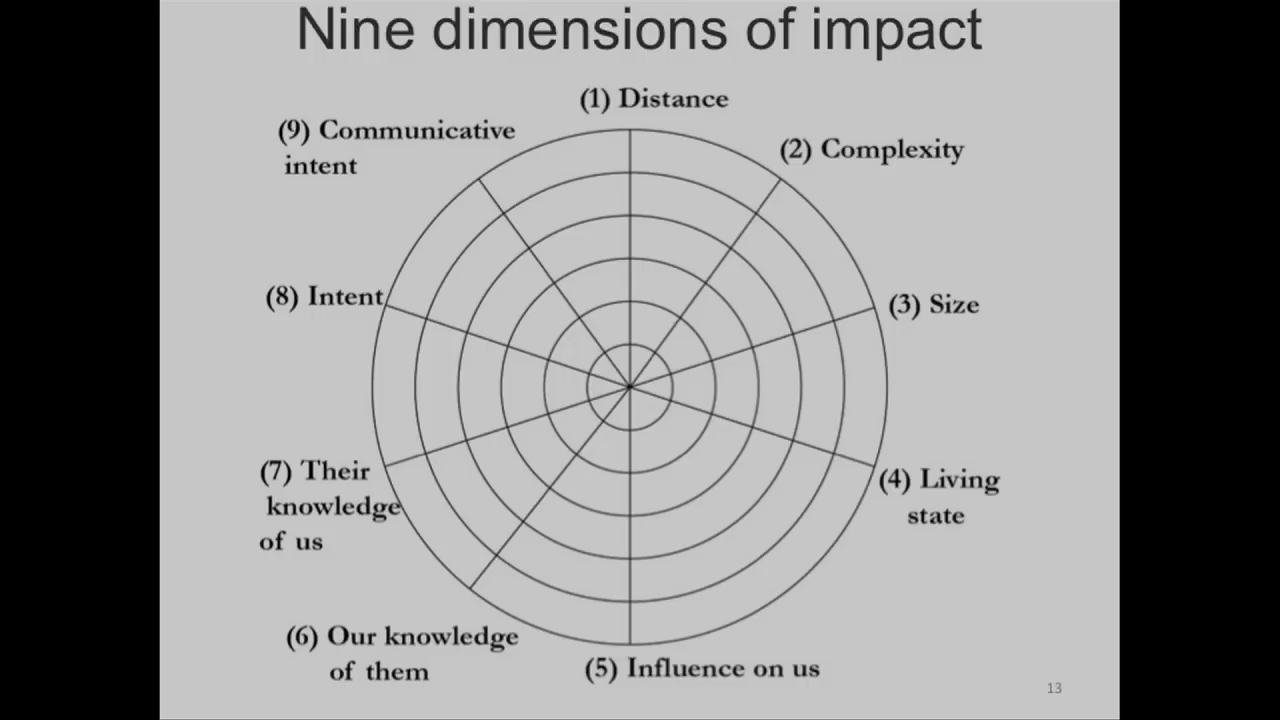 Nine dimensions of impact
(1) Distance
(2) Complexity
(3) Size
(4) Living
state
(5) Influence on us
(6) Our knowledge
of them
(7) Their
knowledge
of us
(8) Intent
(9) Communicative
intent
13